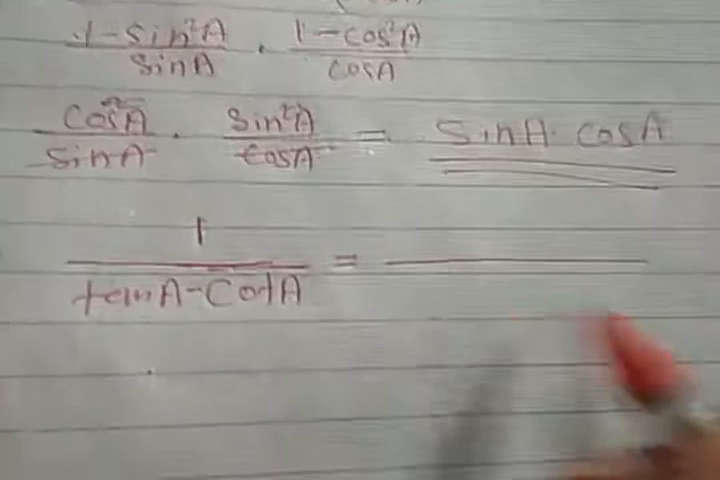 1-sin²A/sinA . 1-cos²A/cosA
cos²A/sinA . sin²A/cosA = sinA. cosA
1/tanA-CotA =